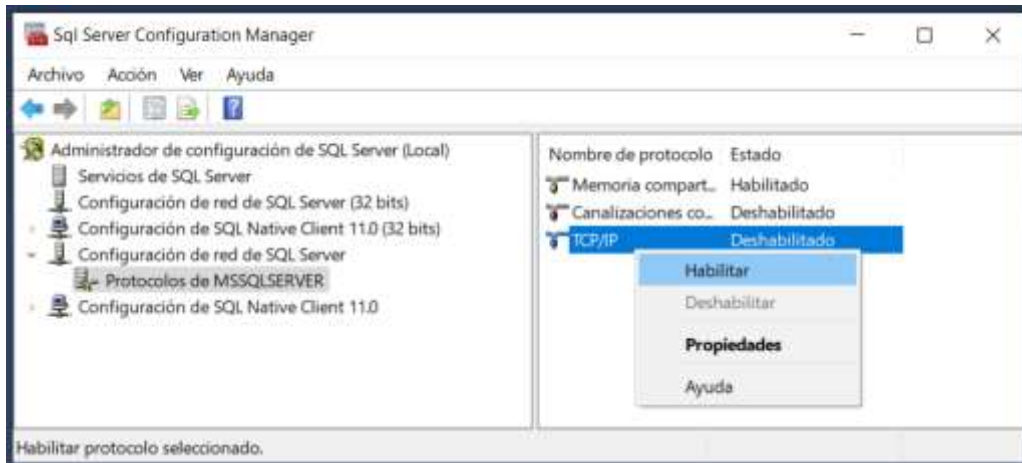 Sql Server Configuration Manager
Archivo Acción Ver Ayuda
Administrador de configuración de SQL Server (Local)
Servicios de SQL Server
Configuración de red de SQL Server (32 bits)
Configuración de SQL Native Client 11.0 (32 bits)
Configuración de red de SQL Server
Protocolos de MSSQLSERVER
Configuración de SQL Native Client 11.0
Nombre de protocolo Estado
Memoria compart... Habilitado
Canalizaciones co... Deshabilitado
TCP/IP Deshabilitado
Habilitar
Deshabilitar
Propiedades
Ayuda
Habilitar protocolo seleccionado.